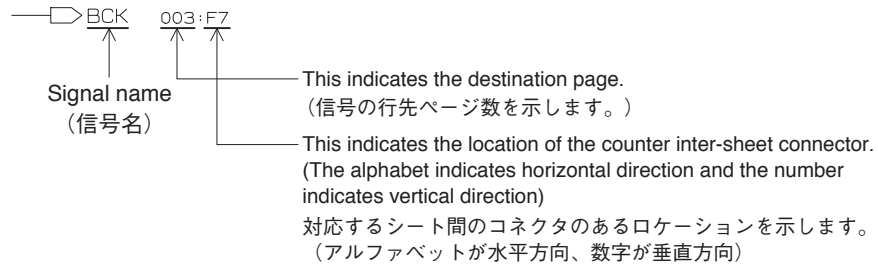 BCK 003:F7
Signal name
（信号名）
This indicates the destination page.
（信号の行先ページ数を示します。）
This indicates the location of the counter inter-sheet connector.
(The alphabet indicates horizontal direction and the number
indicates vertical direction)
対応するシート間のコネクタのあるロケーションを示します。
（アルファベットが水平方向、数字が垂直方向）